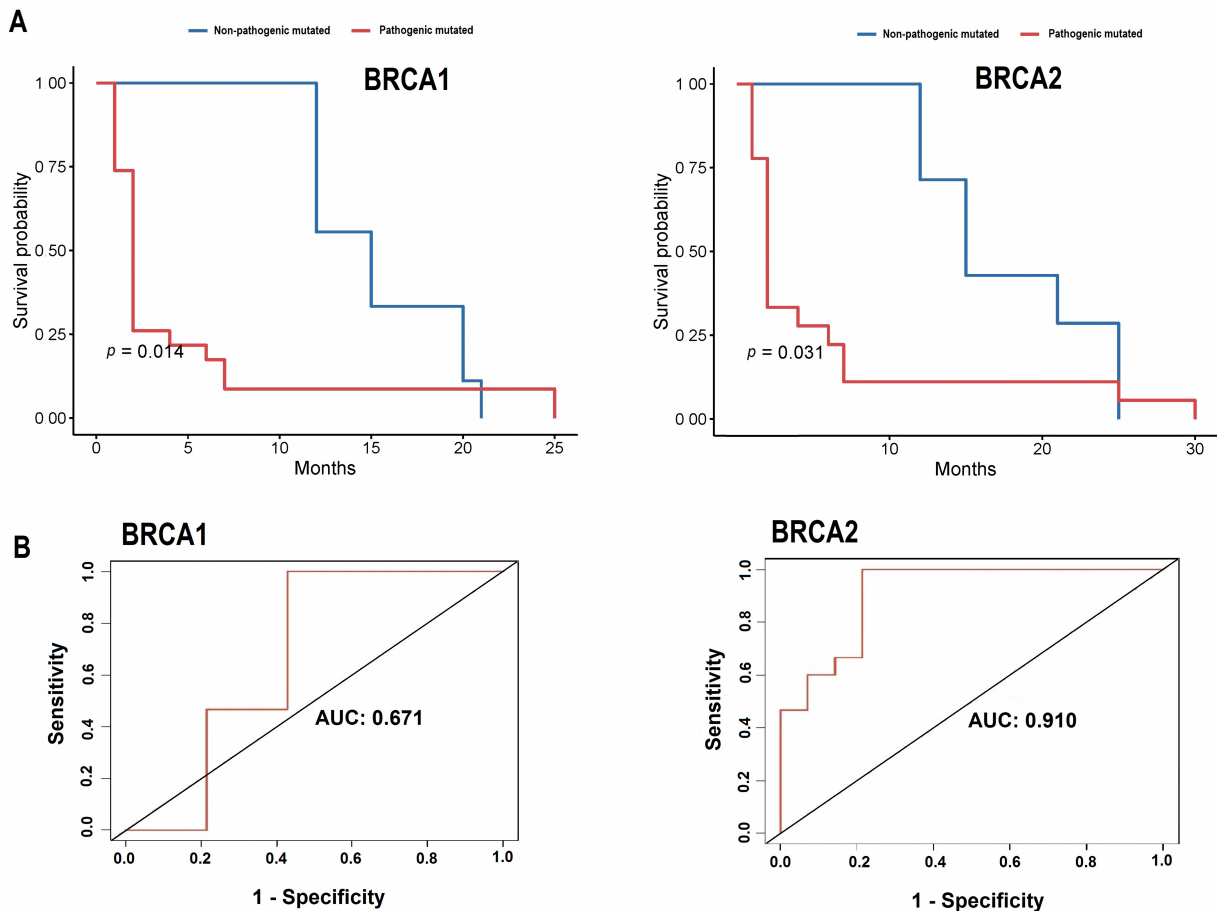 A
Non-pathogenic mutated Pathogenic mutated
BRCA1
Survival probability
1 00
0 75
0 50
0 25
0 00
p = 0.014
0 5 10 15 20 25
Months
Non-pathogenic mutated Pathogenic mutated
BRCA2
Survival probability
1 00
0 75
0 50
0 25
0 00
p = 0.031
10 20 30
Months
B
BRCA1
Sensitivity
1.0
0.8
0.6
0.4
0.2
0.0
AUC: 0.671
0.0 0.2 0.4 0.6 0.8 1.0
1 - Specificity
BRCA2
Sensitivity
1.0
0.8
0.6
0.4
0.2
0.0
AUC: 0.910
0.0 0.2 0.4 0.6 0.8 1.0
1 - Specificity